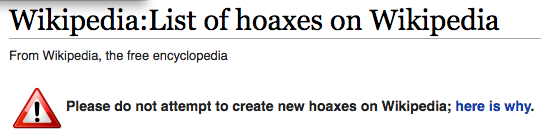 Wikipedia:List of hoaxes on Wikipedia
From Wikipedia, the free encyclopedia
Please do not attempt to create new hoaxes on Wikipedia; here is why.